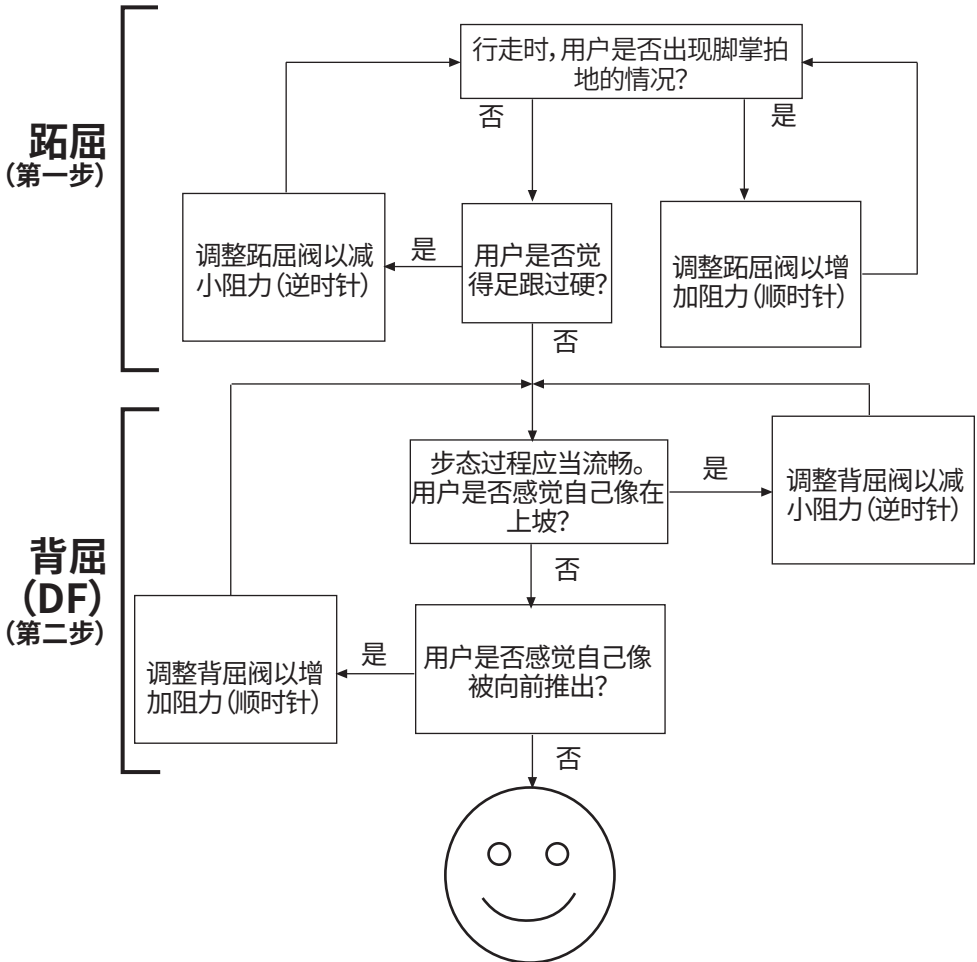 行走时，用户是否出现脚掌拍
地的情况？
否
是
跖屈
（第一步）
调整跖屈阀以减
小阻力（逆时针）
是
用户是否觉
得足跟过硬？
调整跖屈阀以增
加阻力（顺时针）
否
步态过程应当流畅。
用户是否感觉自己像在
上坡？
是
调整背屈阀以减
小阻力（逆时针）
背屈
（DF）
（第二步）
否
调整背屈阀以增
加阻力（顺时针）
是
用户是否感觉自己像
被向前推出？
否